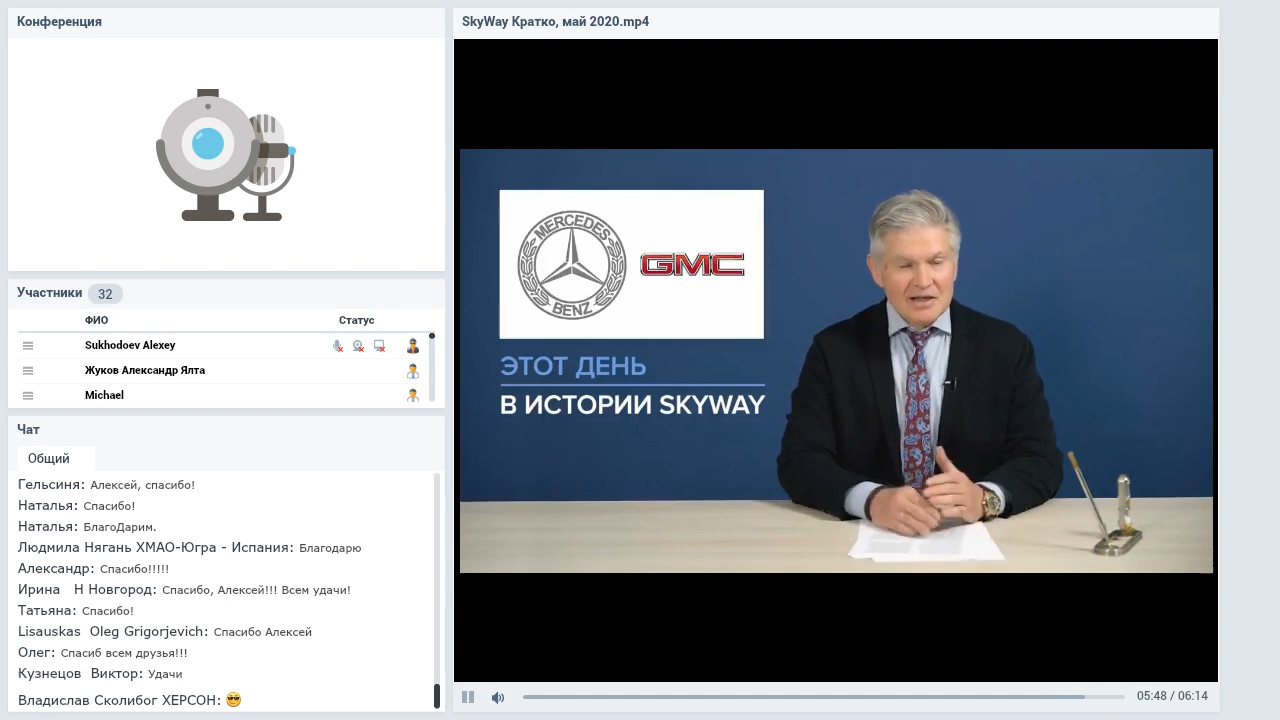 Конференция
Участники 32
ФИО Статус
Sukhodoev Alexey
Жуков Александр Ялта
Michael
Чат
Общий
Гельсиня: Алексей, спасибо!
Наталья: Спасибо!
Наталья: БлагоДарим.
Людмила Нягань ХМАО-Югра - Испания: Благодарю
Александр: Спасибо!!!!!
Ирина Н Новгород: Спасибо, Алексей!!! Всем удачи!
Татьяна: Спасибо!
Lisauskas Oleg Grigorjevich: Спасибо Алексей
Олег: Спасиб всем друзья!!!
Кузнецов Виктор: Удачи
Владислав Сколибог ХЕРСОН:
SkyWay Кратко, май 2020.mp4
MERCEDES
BENZ
GMC
ЭТОТ ДЕНЬ
В ИСТОРИИ SKYWAY
05:48 / 06:14